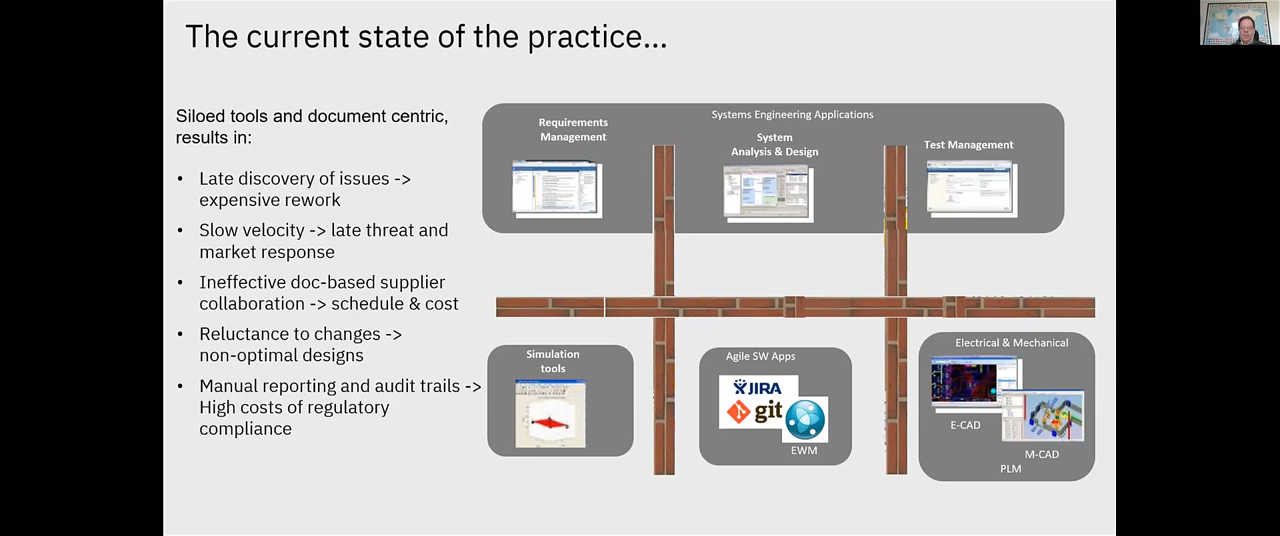 The current state of the practice...
Siloed tools and document centric,
results in:
• Late discovery of issues ->
expensive rework
• Slow velocity -> late threat and
market response
• Ineffective doc-based supplier
collaboration -> schedule & cost
• Reluctance to changes ->
non-optimal designs
• Manual reporting and audit trails ->
High costs of regulatory
compliance
Systems Engineering Applications
Requirements
Management
System
Analysis & Design
Test Management
Simulation
tools
Agile SW Apps
JIRA
git
EWM
Electrical & Mechanical
E-CAD
M-CAD
PLM